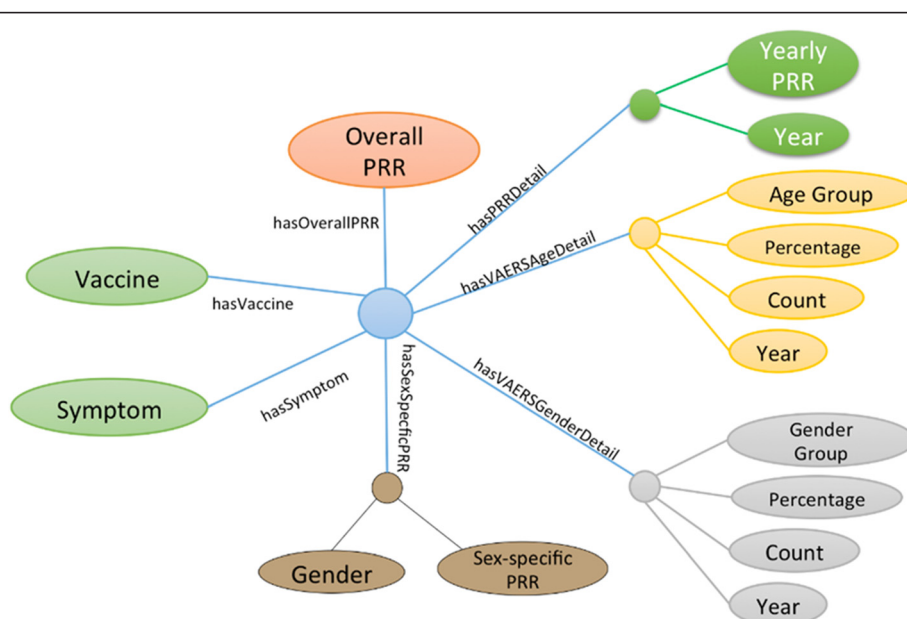 Yearly
PRR
Year
Overall
PRR
hasOverallPRR
hasPRRDetail
Age Group
Percentage
Count
Year
hasVAERSAgeDetail
Vaccine
hasVaccine
Symptom
hasSymptom
hasSexSpecficPRR
hasVAERSGenderDetail
Gender
Group
Percentage
Count
Year
Gender
Sex-specific
PRR